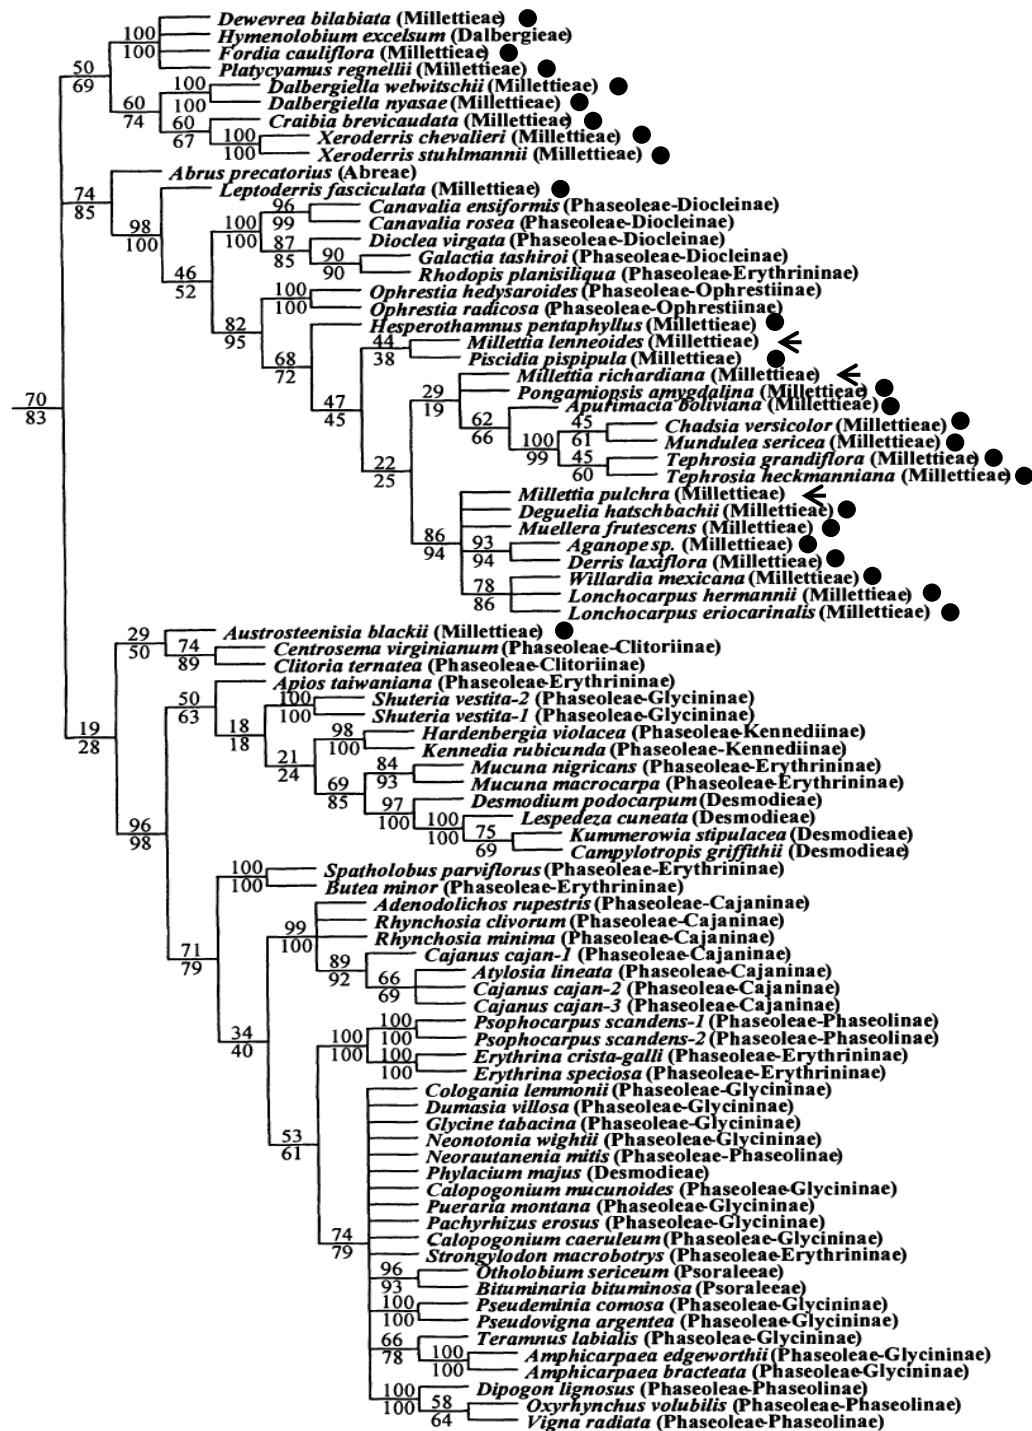 Dewevrea bilabiata (Millettieae)
Hymenolobium excelsum (Dalbergieae)
100
100
Fordia cauliflora (Millettieae)
Platycyamus regnellii (Millettieae)
50
69
Dalbergiella welwitschii (Millettieae)
100
100
Dalbergiella nyasae (Millettieae)
60
74
Craibia brevicaudata (Millettieae)
60
67
Xeroderris chevalieri (Millettieae)
100
100
Xeroderris stuhlmannii (Millettieae)
Abrus precatorius (Abreae)
74
85
Leptoderris fasciculata (Millettieae)
98
100
96
99
Canavalia ensiformis (Phaseoleae-Diocleinae)
Canavalia rosea (Phaseoleae-Diocleinae)
100
100
Dioclea virgata (Phaseoleae-Diocleinae)
87
85
Galactia tashiroi (Phaseoleae-Diocleinae)
90
90
Rhodopis planisiliqua (Phaseoleae-Erythrininae)
46
52
Ophrestia hedysaroides (Phaseoleae-Ophrestiinae)
100
100
Ophrestia radicosa (Phaseoleae-Ophrestiinae)
82
95
Hesperothamnus pentaphyllus (Millettieae)
68
72
Millettia lenneoides (Millettieae)
44
38
Piscidia pispipula (Millettieae)
47
45
Millettia richardiana (Millettieae)
29
19
Pongamiopsis amygdalina (Millettieae)
Apurimacia boliviana (Millettieae)
62
66
Chadsia versicolor (Millettieae)
45
61
Mundulea sericea (Millettieae)
100
99
Tephrosia grandiflora (Millettieae)
45
60
Tephrosia heckmanniana (Millettieae)
22
25
Millettia pulchra (Millettieae)
Deguelia hatschbachii (Millettieae)
Muellera frutescens (Millettieae)
86
94
Aganope sp. (Millettieae)
93
94
Derris laxiflora (Millettieae)
Willardia mexicana (Millettieae)
78
86
Lonchocarpus hermannii (Millettieae)
Lonchocarpus eriocarinalis (Millettieae)
70
83
Austrosteenisia blackii (Millettieae)
29
50
Centrosema virginianum (Phaseoleae-Clitoriinae)
74
89
Clitoria ternatea (Phaseoleae-Clitoriinae)
19
28
Apios taiwaniana (Phaseoleae-Erythrininae)
50
63
Shuteria vestita-2 (Phaseoleae-Glycininae)
100
100
Shuteria vestita-1 (Phaseoleae-Glycininae)
18
18
Hardenbergia violacea (Phaseoleae-Kennediinae)
98
100
Kennedia rubicunda (Phaseoleae-Kennediinae)
21
24
Mucuna nigricans (Phaseoleae-Erythrininae)
84
93
Mucuna macrocarpa (Phaseoleae-Erythrininae)
69
85
Desmodium podocarpum (Desmodieae)
97
100
Lespedeza cuneata (Desmodieae)
100
100
Kummerowia stipulacea (Desmodieae)
75
69
Campylotropis griffithii (Desmodieae)
96
98
Spatholobus parviflorus (Phaseolae-Erythrininae)
100
100
Butea minor (Phaseoleae-Erythrininae)
71
79
Adenodolichos rupestris (Phaseoleae-Cajaninae)
Rhynchosia clivorum (Phaseoleae-Cajaninae)
99
100
Rhynchosia minima (Phaseoleae-Cajaninae)
Cajanus cajan-1 (Phaseoleae-Cajaninae)
89
92
Atylosia lineata (Phaseoleae-Cajaninae)
66
69
Cajanus cajan-2 (Phaseoleae-Cajaninae)
Cajanus cajan-3 (Phaseoleae-Cajaninae)
34
40
Psophocarpus scandens-1 (Phaseoleae-Phaseolinae)
100
100
Psophocarpus scandens-2 (Phaseoleae-Phaseolinae)
100
100
Erythrina crista-galli (Phaseoleae-Erythrininae)
100
100
Erythrina speciosa (Phaseoleae-Erythrininae)
53
61
Cologania lemmonii (Phaseoleae-Glycininae)
Dumasia villosa (Phaseoleae-Glycininae)
Glycine tabacina (Phaseoleae-Glycininae)
Neonotonia wightii (Phaseoleae-Glycininae)
Neorautanenia mitis (Phaseoleae-Phaseolinae)
Phylacium majus (Desmodieae)
Calopogonium mucunoides (Phaseoleae-Glycininae)
Pueraria montana (Phaseoleae-Glycininae)
Pachyrhizus erosus (Phaseoleae-Glycininae)
74
79
Calopogonium caeruleum (Phaseoleae-Glycininae)
Strongylodon macrobotrys (Phaseoleae-Erythrininae)
Otholobium sericeum (Psoraleeae)
96
93
Bituminaria bituminosa (Psoraleeae)
Pseudeminia comosa (Phaseoleae-Glycininae)
100
100
Pseudovigna argentea (Phaseoleae-Glycininae)
Teramnus labialis (Phaseoleae-Glycininae)
66
78
Amphicarpaea edgeworthii (Phaseoleae-Glycininae)
100
100
Amphicarpaea bracteata (Phaseoleae-Glycininae)
Dipogon lignosus (Phaseoleae-Phaseolinae)
100
100
Oxyrhynchus volubilis (Phaseoleae-Phaseolinae)
58
64
Vigna radiata (Phaseoleae-Phaseolinae)